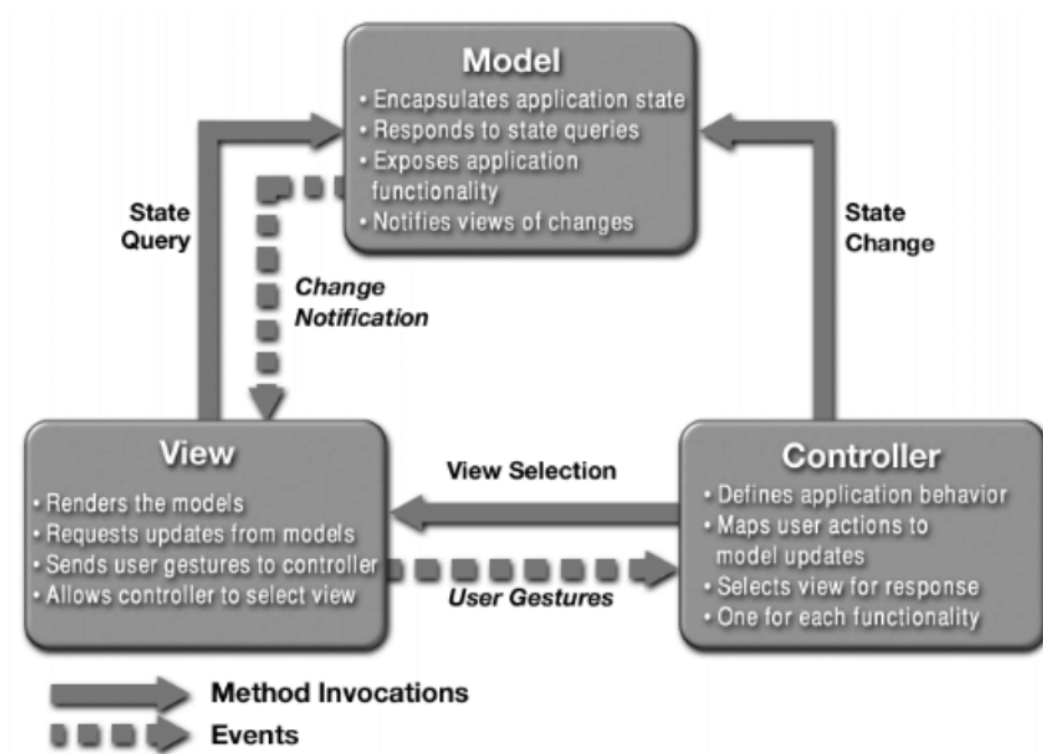 Model
• Encapsulates application state
• Responds to state queries
• Exposes application
functionality
• Notifies views of changes
State
Query
Change
Notification
State
Change
View
• Renders the models
• Requests updates from models
• Sends user gestures to controller
• Allows controller to select view
View Selection
User Gestures
Controller
• Defines application behavior
• Maps user actions to
model updates
• Selects view for response
• One for each functionality
Method Invocations
Events